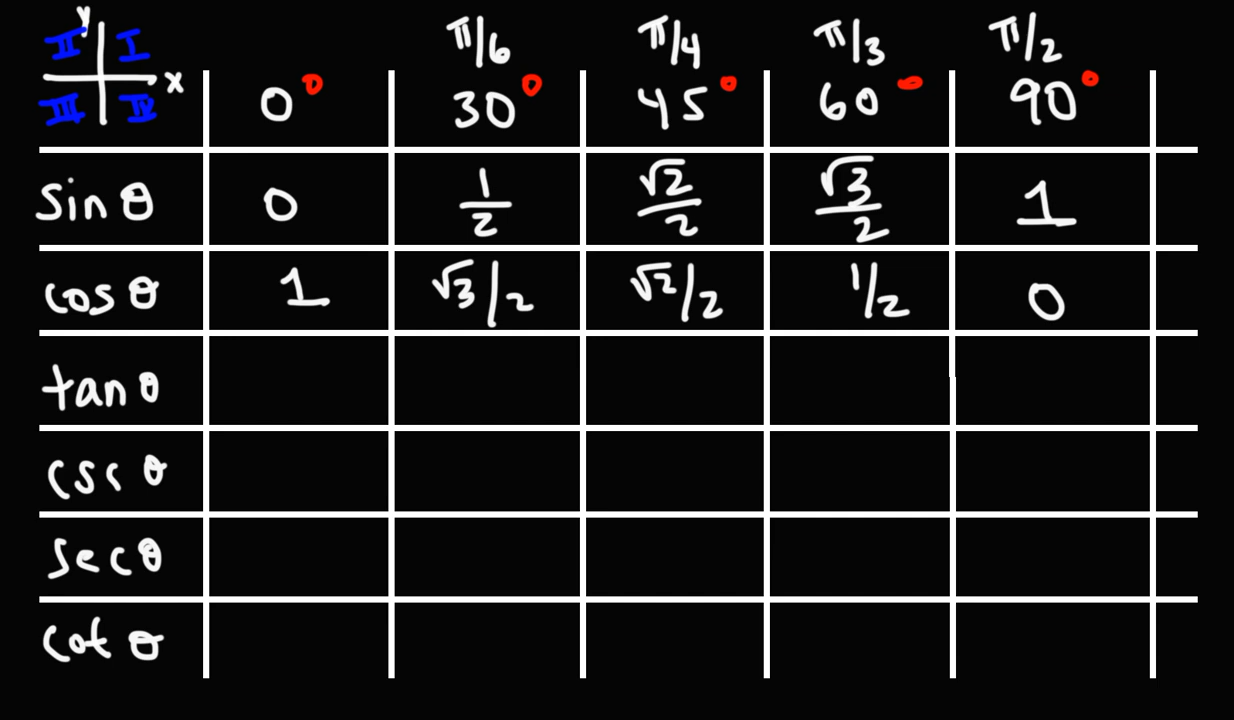 y
II I
x
III IV
π/6 π/4 π/3 π/2
0° 30° 45° 60° 90°
sin θ 0 1/2 √2/2 √3/2 1
cos θ 1 √3/2 √2/2 1/2 0
tan θ
csc θ
sec θ
cot θ